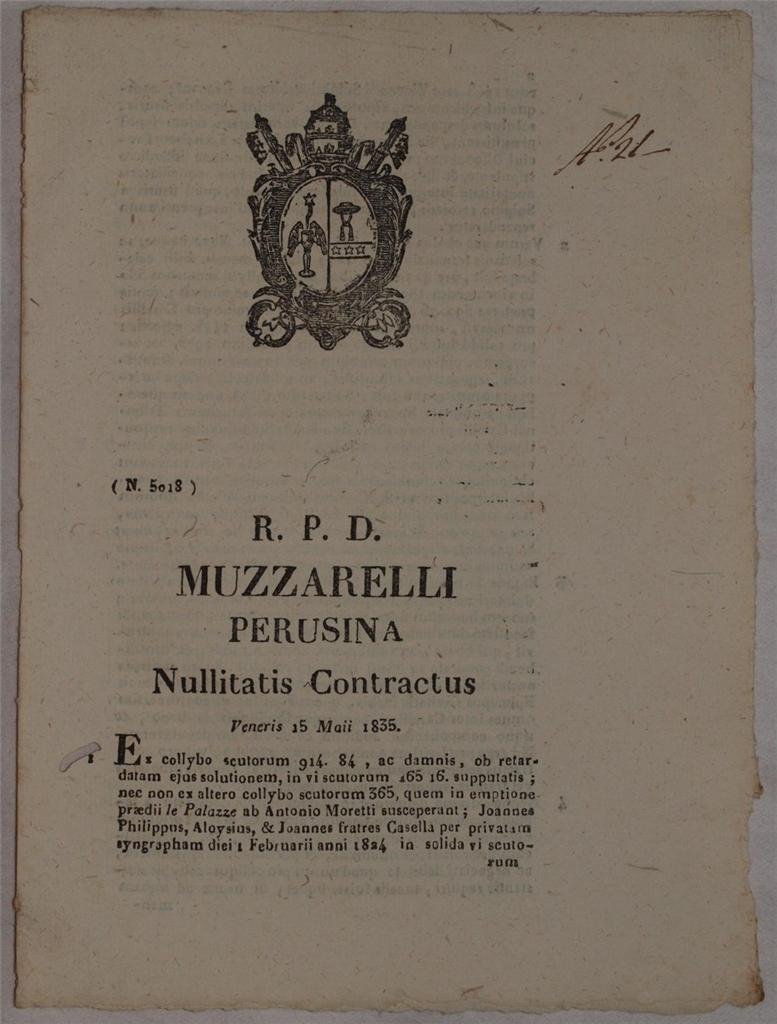 No. 21
( N. 5018 )
R. P. D.
MUZZARELLI
PERUSINA
Nullitatis Contractus
Veneris 15 Maii 1835.
1 Ex collybo scutorum 914. 84 , ac damnis, ob retar-
datam ejus solutionem, in vi scutorum 265 16. supputatis ;
nec non ex altero collybo scutorum 365, quem in emptione
prædii le Palazze ab Antonio Moretti susceperant ; Joannes
Philippus, Aloysius, & Joannes fratres Casella per privatam
syngrapham diei 1 Februarii anni 1824 in solida vi scuto-
rum